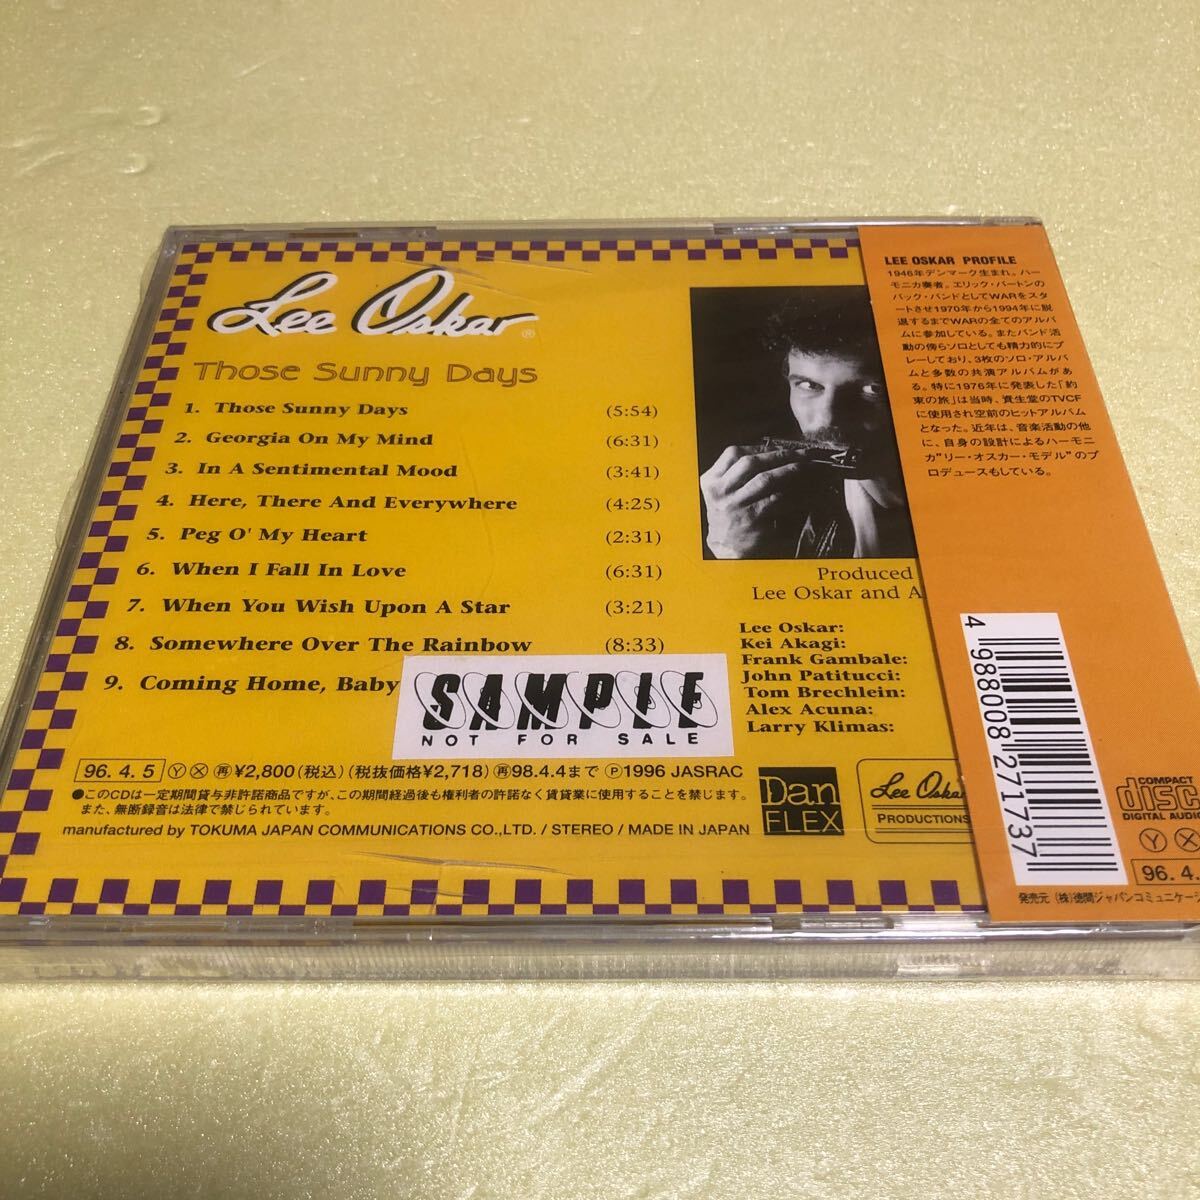 Lee Oskar®
Those Sunny Days
1. Those Sunny Days (5:54)
2. Georgia On My Mind (6:31)
3. In A Sentimental Mood (3:41)
4. Here, There And Everywhere (4:25)
5. Peg O' My Heart (2:31)
6. When I Fall In Love (6:31)
7. When You Wish Upon A Star (3:21)
8. Somewhere Over The Rainbow (8:33)
9. Coming Home, Baby
SAMPLE
NOT FOR SALE
Produced
Lee Oskar and A
Lee Oskar:
Kei Akagi:
Frank Gambale:
John Patitucci:
Tom Brechlein:
Alex Acuna:
Larry Klimas:
96. 4. 5 Ⓨ Ⓧ ㊢¥2,800(税込)(税抜価格¥2,718) ㊢98.4.4まで Ⓟ1996 JASRAC
●このCDは一定期間貸与非許諾商品ですが、この期間経過後も権利者の許諾なく賃貸業に使用することを禁じます。
また、無断録音は法律で禁じられています。
manufactured by TOKUMA JAPAN COMMUNICATIONS CO.,LTD. / STEREO / MADE IN JAPAN
Dan
FLEX
Lee Oskar
PRODUCTIONS
LEE OSKAR PROFILE
1946年デンマーク生まれ。ハー
モニカ奏者。エリック・バートンの
バック・バンドとしてWARをスタ
ートさせ1970年から1994年に脱
退するまでWARの全てのアルバ
ムに参加している。またバンド活
動の傍らソロとしても精力的にプ
レーしており、3枚のソロ・アルバ
ムと多数の共演アルバムがあ
る。特に1976年に発表した「約
束の旅」は当時、資生堂のTVCF
に使用され空前のヒットアルバム
となった。近年は、音楽活動の他
に、自身の設計によるハーモニ
カ"リー・オスカー・モデル"のプ
ロデュースもしている。
4 988008 271737
COMPACT
disc
DIGITAL AUDIO
Ⓨ Ⓧ
96. 4.
発売元 (株)徳間ジャパンコミュニケー